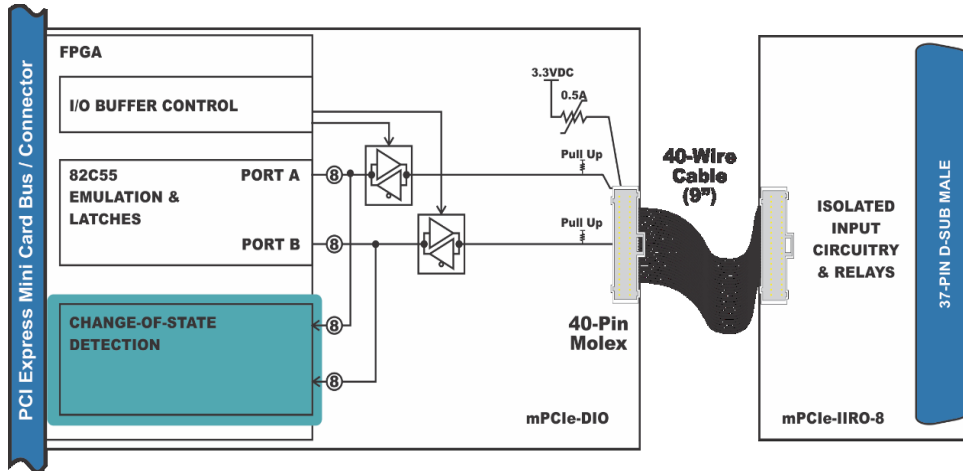 PCI Express Mini Card Bus / Connector
FPGA
I/O BUFFER CONTROL
82C55
EMULATION &
LATCHES
PORT A
8
PORT B
8
CHANGE-OF-STATE
DETECTION
8
8
3.3VDC
0.5A
Pull Up
Pull Up
40-Pin
Molex
mPCIe-DIO
40-Wire
Cable
(9”)
ISOLATED
INPUT
CIRCUITRY
& RELAYS
mPCIe-IIRO-8
37-PIN D-SUB MALE